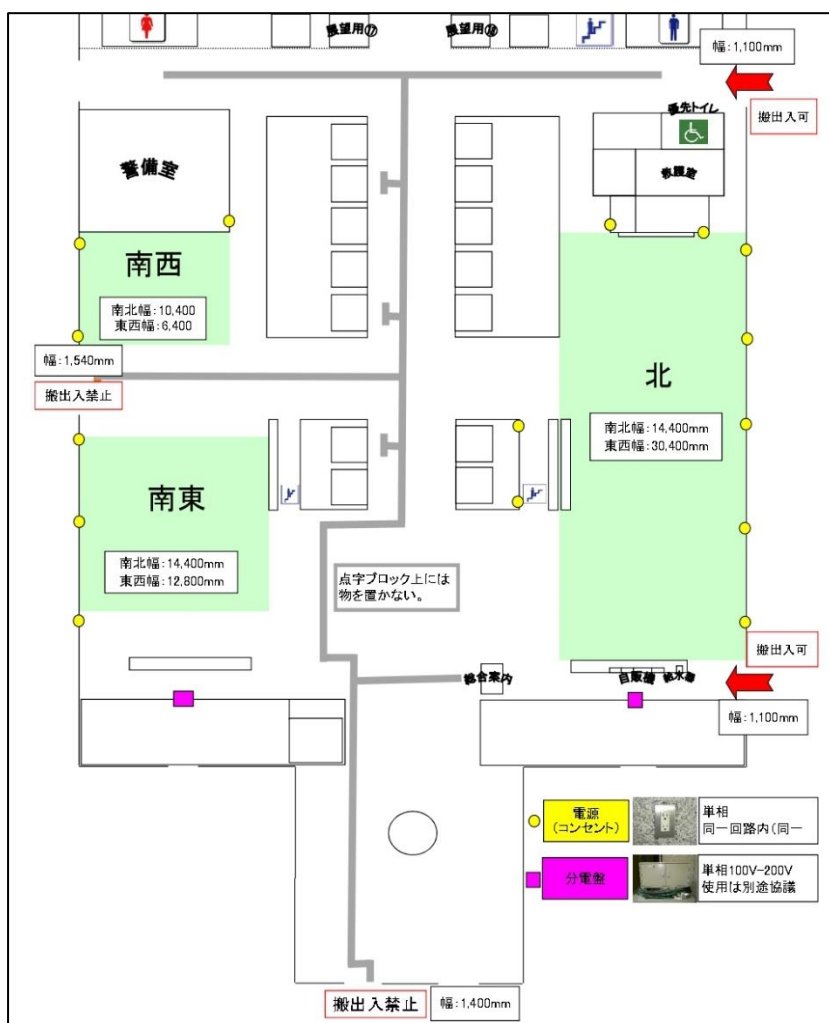 展望用⑰
展望用⑱
幅:1,100mm
搬出入可
優先トイレ
警備室
救護室
南西
南北幅:10,400
東西幅:6,400
幅:1,540mm
搬出入禁止
北
南北幅:14,400mm
東西幅:30,400mm
南東
南北幅:14,400mm
東西幅:12,800mm
点字ブロック上には
物を置かない。
搬出入可
総合案内
自販機
給水器
幅:1,100mm
電源
(コンセント)
単相
同一回路内(同一
分電盤
単相100V-200V
使用は別途協議
搬出入禁止
幅:1,400mm